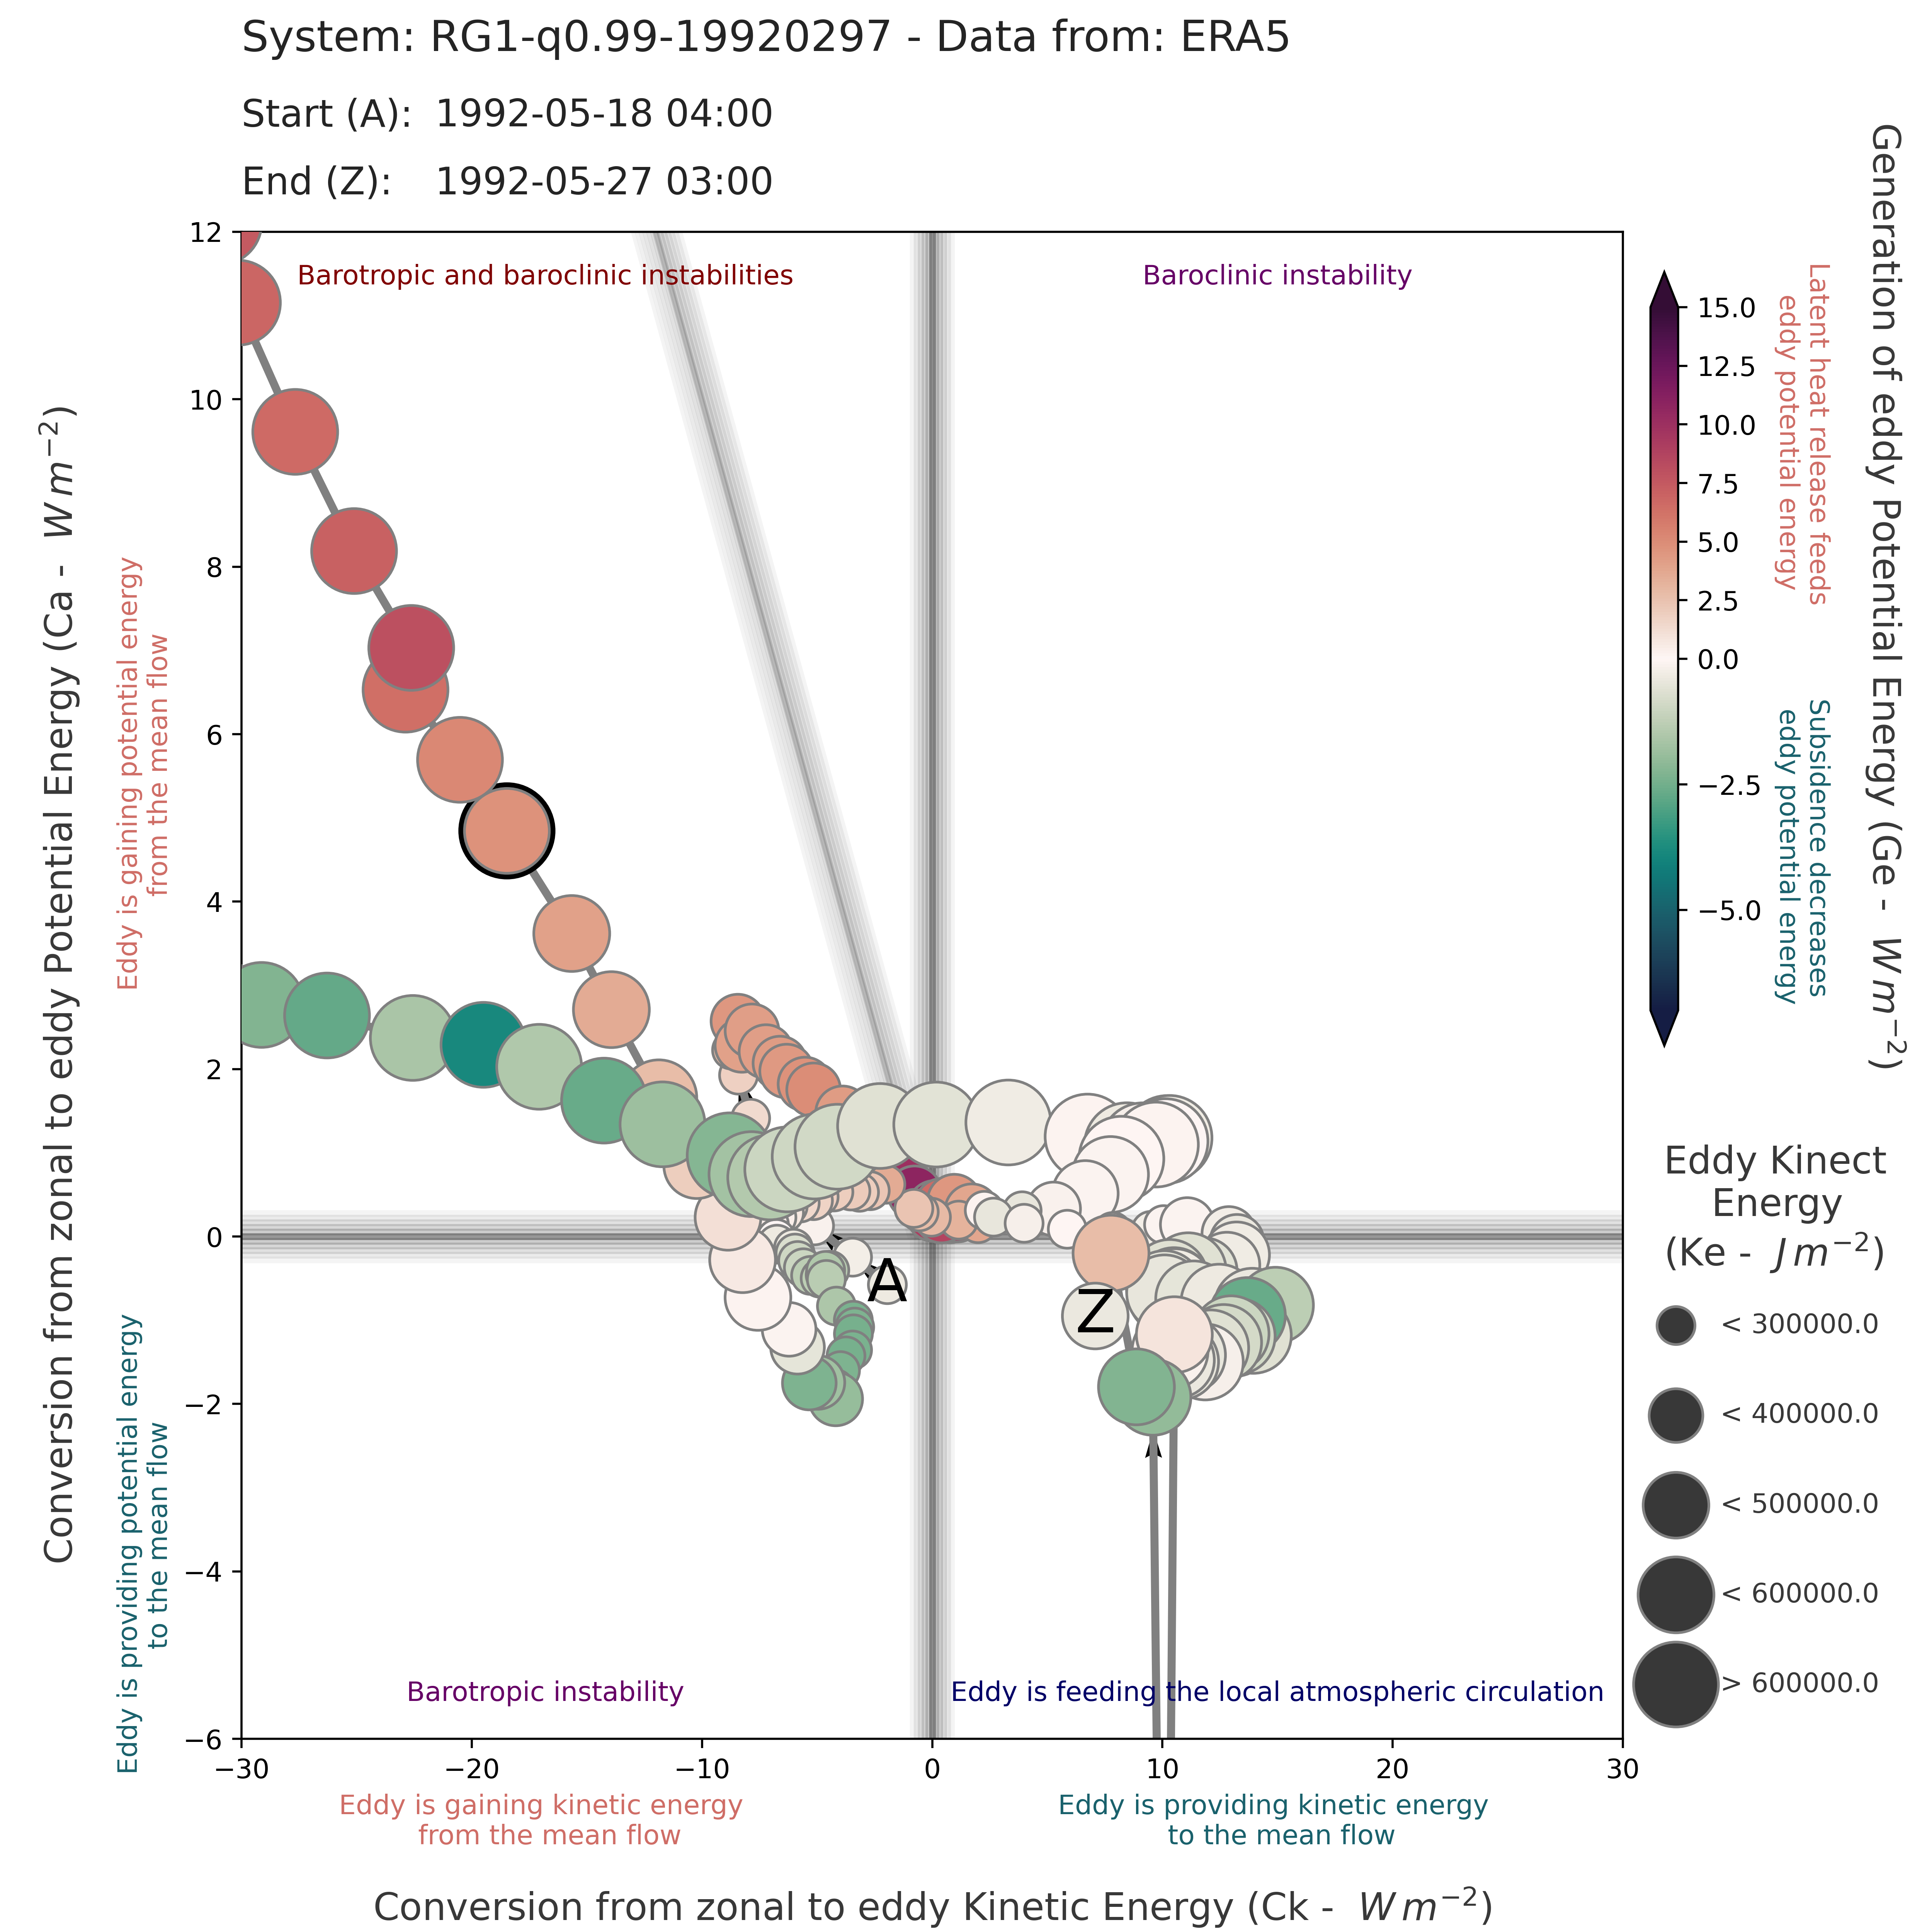 System: RG1-q0.99-19920297 - Data from: ERA5
Start (A): 1992-05-18 04:00
End (Z): 1992-05-27 03:00
Conversion from zonal to eddy Potential Energy (Ca - W m⁻²)
Eddy is gaining potential energy
from the mean flow
Eddy is providing potential energy
to the mean flow
12
10
8
6
4
2
0
−2
−4
−6
Barotropic and baroclinic instabilities
Baroclinic instability
A
Z
Barotropic instability
Eddy is feeding the local atmospheric circulation
−30
−20
−10
0
10
20
30
Eddy is gaining kinetic energy
from the mean flow
Eddy is providing kinetic energy
to the mean flow
Conversion from zonal to eddy Kinetic Energy (Ck - W m⁻²)
15.0
12.5
10.0
7.5
5.0
2.5
0.0
−2.5
−5.0
Latent heat release feeds
eddy potential energy
Subsidence decreases
eddy potential energy
Generation of eddy Potential Energy (Ge - W m⁻²)
Eddy Kinect
Energy
(Ke - J m⁻²)
< 300000.0
< 400000.0
< 500000.0
< 600000.0
> 600000.0